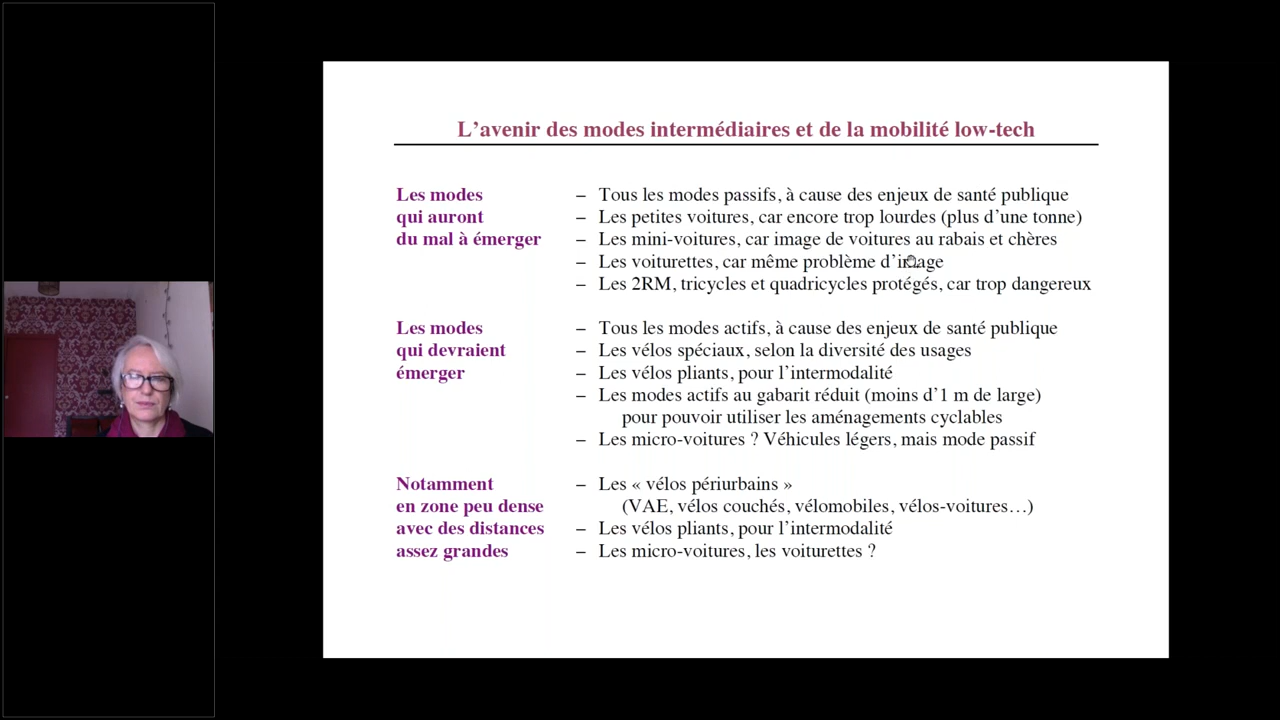 L'avenir des modes intermédiaires et de la mobilité low-tech
Les modes
qui auront
du mal à émerger
– Tous les modes passifs, à cause des enjeux de santé publique
– Les petites voitures, car encore trop lourdes (plus d'une tonne)
– Les mini-voitures, car image de voitures au rabais et chères
– Les voiturettes, car même problème d'image
– Les 2RM, tricycles et quadricycles protégés, car trop dangereux
Les modes
qui devraient
émerger
– Tous les modes actifs, à cause des enjeux de santé publique
– Les vélos spéciaux, selon la diversité des usages
– Les vélos pliants, pour l'intermodalité
– Les modes actifs au gabarit réduit (moins d'1 m de large)
pour pouvoir utiliser les aménagements cyclables
– Les micro-voitures ? Véhicules légers, mais mode passif
Notamment
en zone peu dense
avec des distances
assez grandes
– Les « vélos périurbains »
(VAE, vélos couchés, vélomobiles, vélos-voitures…)
– Les vélos pliants, pour l'intermodalité
– Les micro-voitures, les voiturettes ?